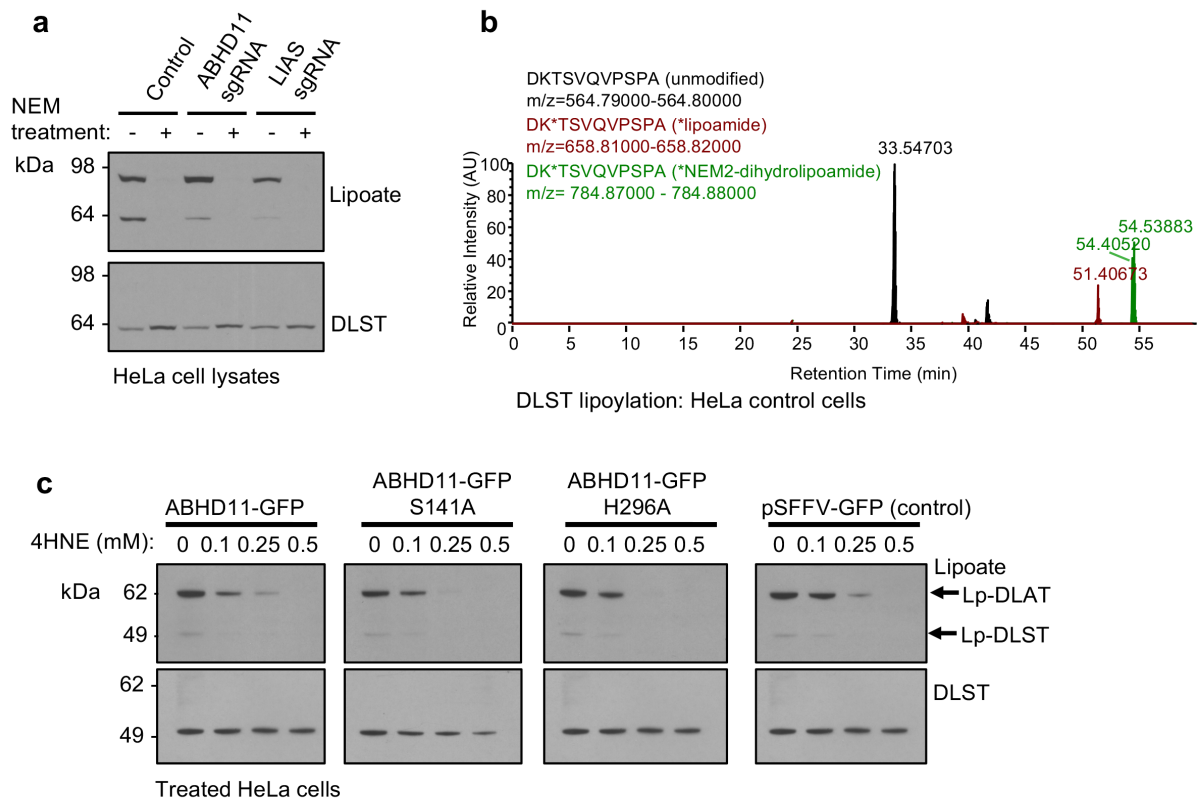 a
Control
ABHD11
sgRNA
LIAS
sgRNA
NEM
treatment:
- + - + - +
kDa
98
64
Lipoate
98
64
DLST
HeLa cell lysates
b
DKTSVQVPSPA (unmodified)
m/z=564.79000-564.80000
DK*TSVQVPSPA (*lipoamide)
m/z=658.81000-658.82000
DK*TSVQVPSPA (*NEM2-dihydrolipoamide)
m/z= 784.87000 - 784.88000
33.54703
54.53883
54.40520
51.40673
Relative Intensity (AU)
100
80
60
40
20
0
0 5 10 15 20 25 30 35 40 45 50 55
Retention Time (min)
DLST lipoylation: HeLa control cells
c
ABHD11-GFP
ABHD11-GFP
S141A
ABHD11-GFP
H296A
pSFFV-GFP (control)
4HNE (mM): 0 0.1 0.25 0.5 0 0.1 0.25 0.5 0 0.1 0.25 0.5 0 0.1 0.25 0.5
kDa
62
49
Lipoate
Lp-DLAT
Lp-DLST
62
49
DLST
Treated HeLa cells